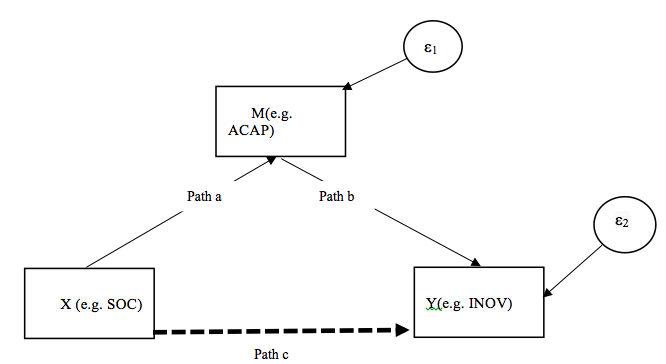 ε1
M(e.g.
ACAP)
Path a
Path b
ε2
X (e.g. SOC)
Y(e.g. INOV)
Path c